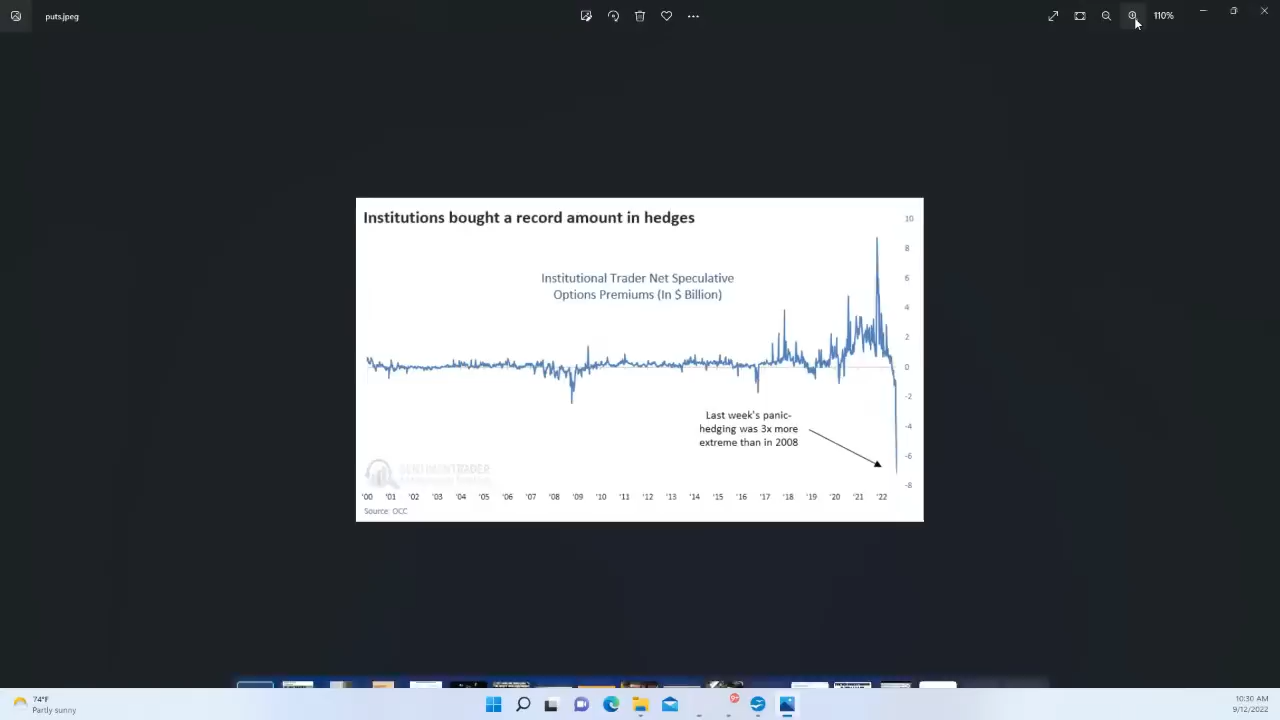 puts.jpeg
110%
Institutions bought a record amount in hedges
Institutional Trader Net Speculative
Options Premiums (In $ Billion)
10
8
6
4
2
0
-2
-4
-6
-8
Last week's panic-
hedging was 3x more
extreme than in 2008
SENTIMENTRADER
'00 '01 '02 '03 '04 '05 '06 '07 '08 '09 '10 '11 '12 '13 '14 '15 '16 '17 '18 '19 '20 '21 '22
Source: OCC
74°F
Partly sunny
9+
10:30 AM
9/12/2022